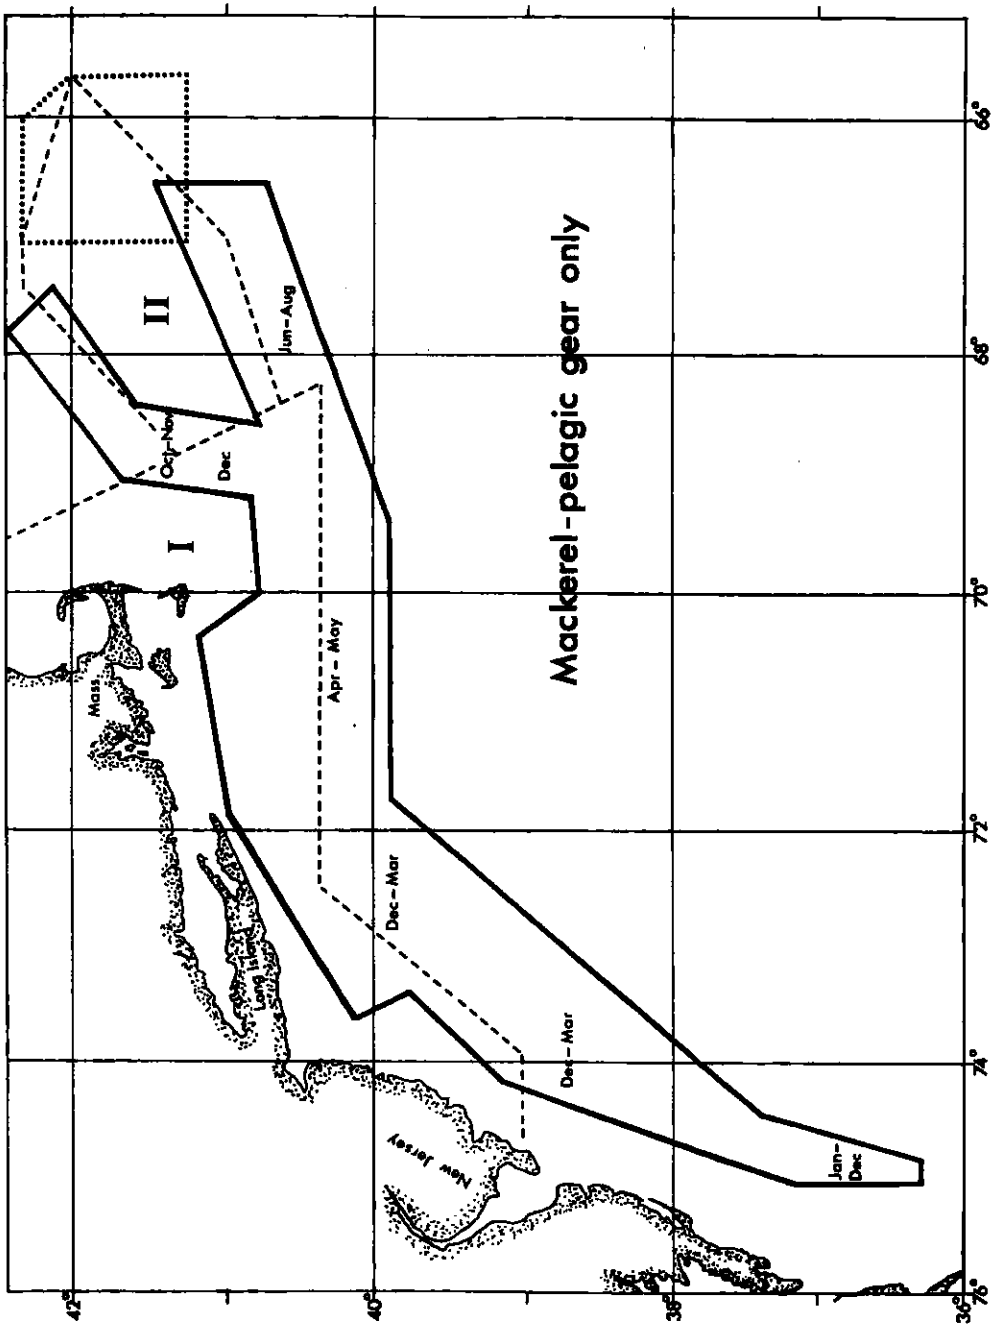 42°
40°
38°
36°
76°
74°
72°
70°
68°
66°
Mass.
Long Island
New Jersey
I
II
Oct-Nov
Dec
Jun-Aug
Apr - May
Dec-Mar
Dec-Mar
Jan-
Dec
Mackerel-pelagic gear only